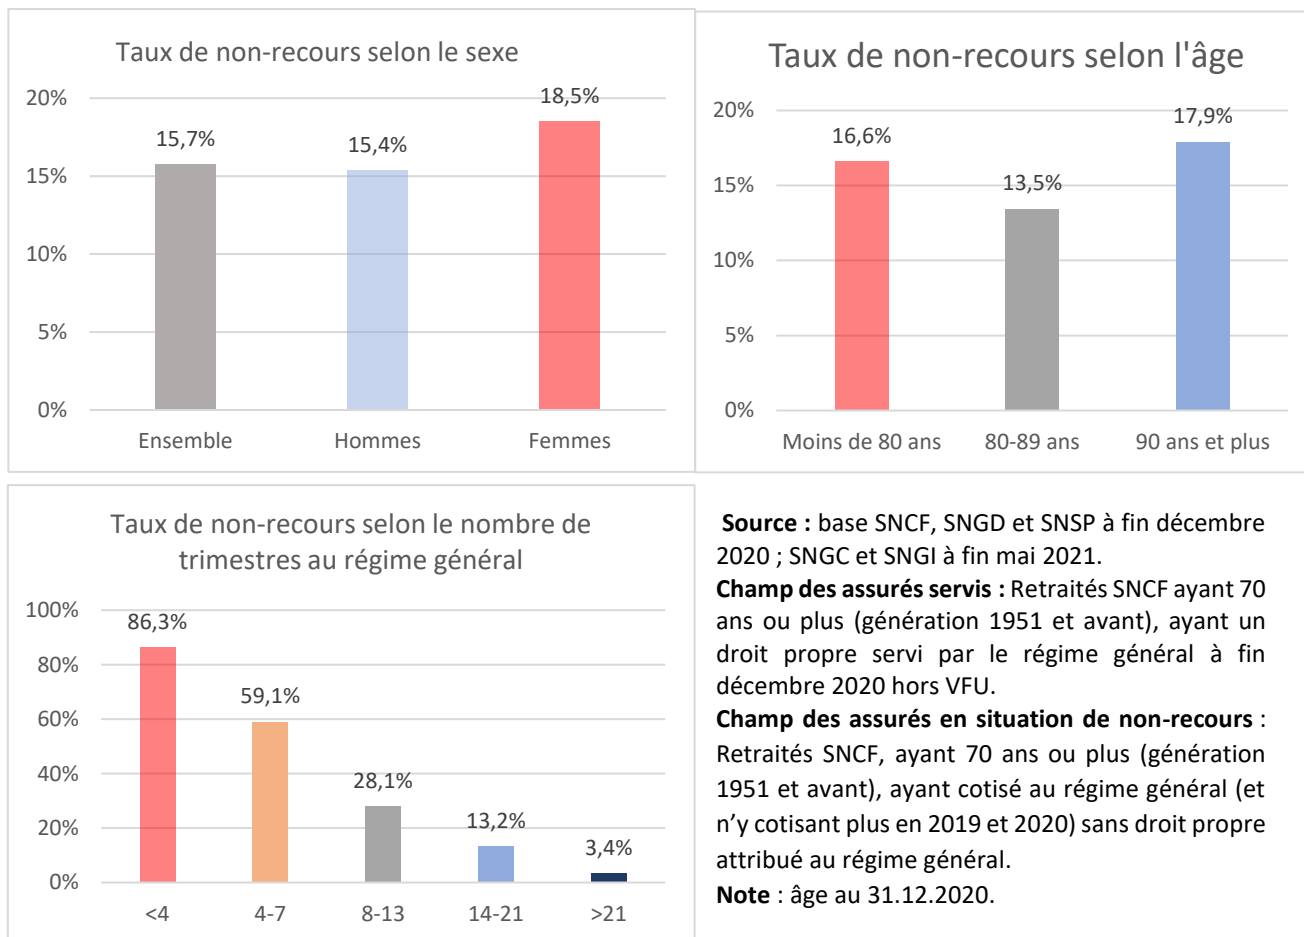 Taux de non-recours selon le sexe
20%
15%
10%
5%
0%
15,7%
15,4%
18,5%
Ensemble
Hommes
Femmes
Taux de non-recours selon l'âge
20%
15%
10%
5%
0%
16,6%
13,5%
17,9%
Moins de 80 ans
80-89 ans
90 ans et plus
Taux de non-recours selon le nombre de
trimestres au régime général
100%
80%
60%
40%
20%
0%
86,3%
59,1%
28,1%
13,2%
3,4%
<4
4-7
8-13
14-21
>21
Source : base SNCF, SNGD et SNSP à fin décembre
2020 ; SNGC et SNGI à fin mai 2021.
Champ des assurés servis : Retraités SNCF ayant 70
ans ou plus (génération 1951 et avant), ayant un
droit propre servi par le régime général à fin
décembre 2020 hors VFU.
Champ des assurés en situation de non-recours :
Retraités SNCF, ayant 70 ans ou plus (génération
1951 et avant), ayant cotisé au régime général (et
n’y cotisant plus en 2019 et 2020) sans droit propre
attribué au régime général.
Note : âge au 31.12.2020.